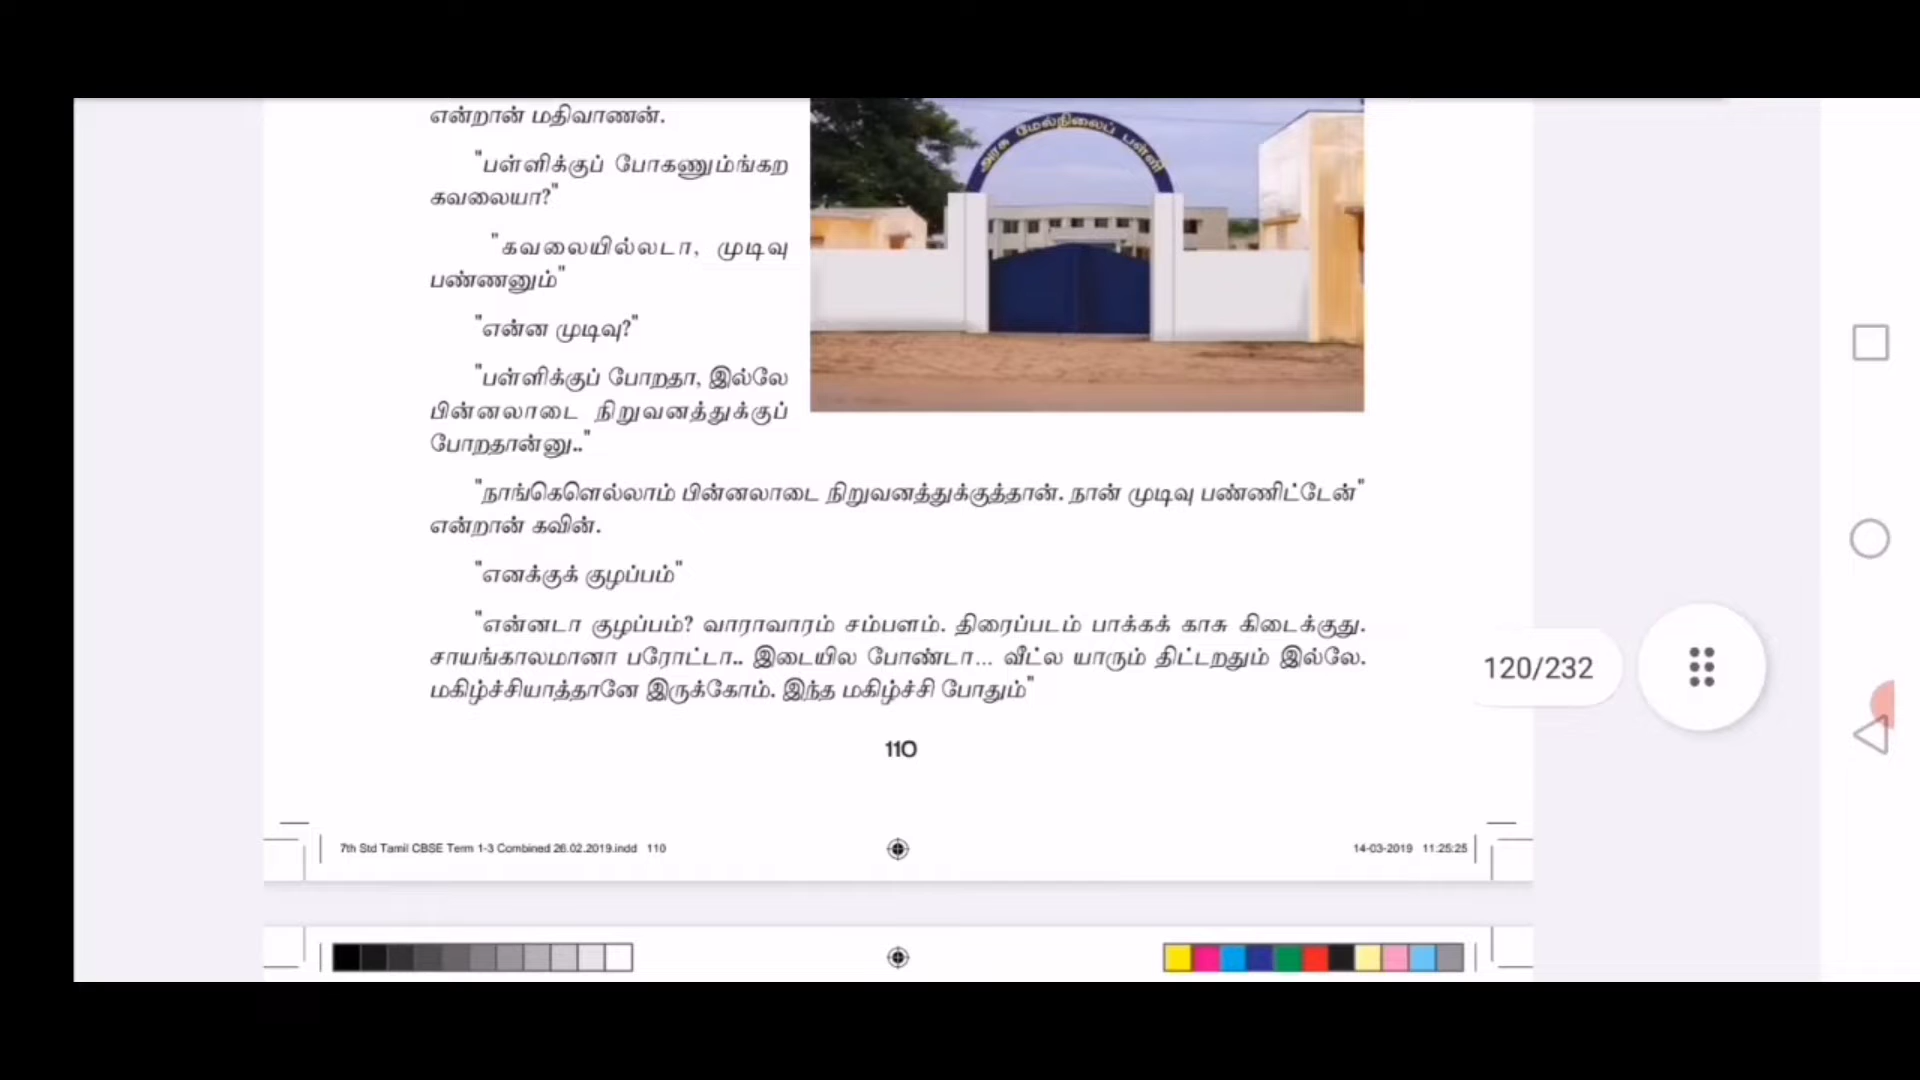 என்றான் மதிவாணன்.
"பள்ளிக்குப் போகணும்ங்கற
கவலையா?"
"கவலையில்லடா, முடிவு
பண்ணனும்"
"என்ன முடிவு?"
"பள்ளிக்குப் போறதா, இல்லே
பின்னலாடை நிறுவனத்துக்குப்
போறதான்னு.."
அரசு மேல்நிலைப் பள்ளி
"நாங்கெளெல்லாம் பின்னலாடை நிறுவனத்துக்குத்தான். நான் முடிவு பண்ணிட்டேன்"
என்றான் கவின்.
"எனக்குக் குழப்பம்"
"என்னடா குழப்பம்? வாராவாரம் சம்பளம். திரைப்படம் பாக்கக் காசு கிடைக்குது.
சாயங்காலமானா பரோட்டா.. இடையில போண்டா... வீட்ல யாரும் திட்டறதும் இல்லே.
மகிழ்ச்சியாத்தானே இருக்கோம். இந்த மகிழ்ச்சி போதும்"
120/232
110
7th Std Tamil CBSE Term 1-3 Combined 26.02.2019.indd 110
14-03-2019 11:25:25